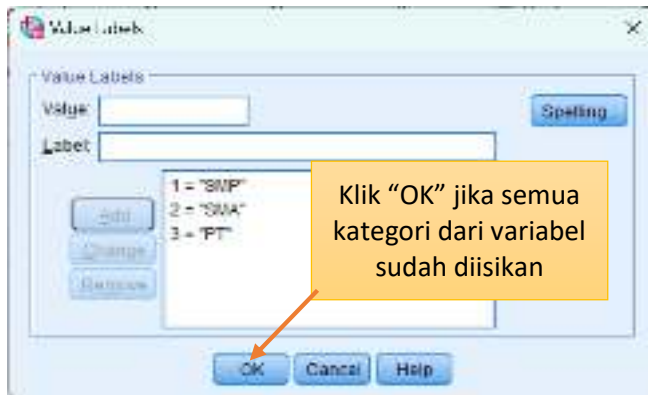 Value Labels
Value Labels
Value:
Spelling...
Label:
1 = "SMP"
2 = "SMA"
3 = "PT"
Add
Change
Remove
Klik “OK” jika semua
kategori dari variabel
sudah diisikan
OK Cancel Help